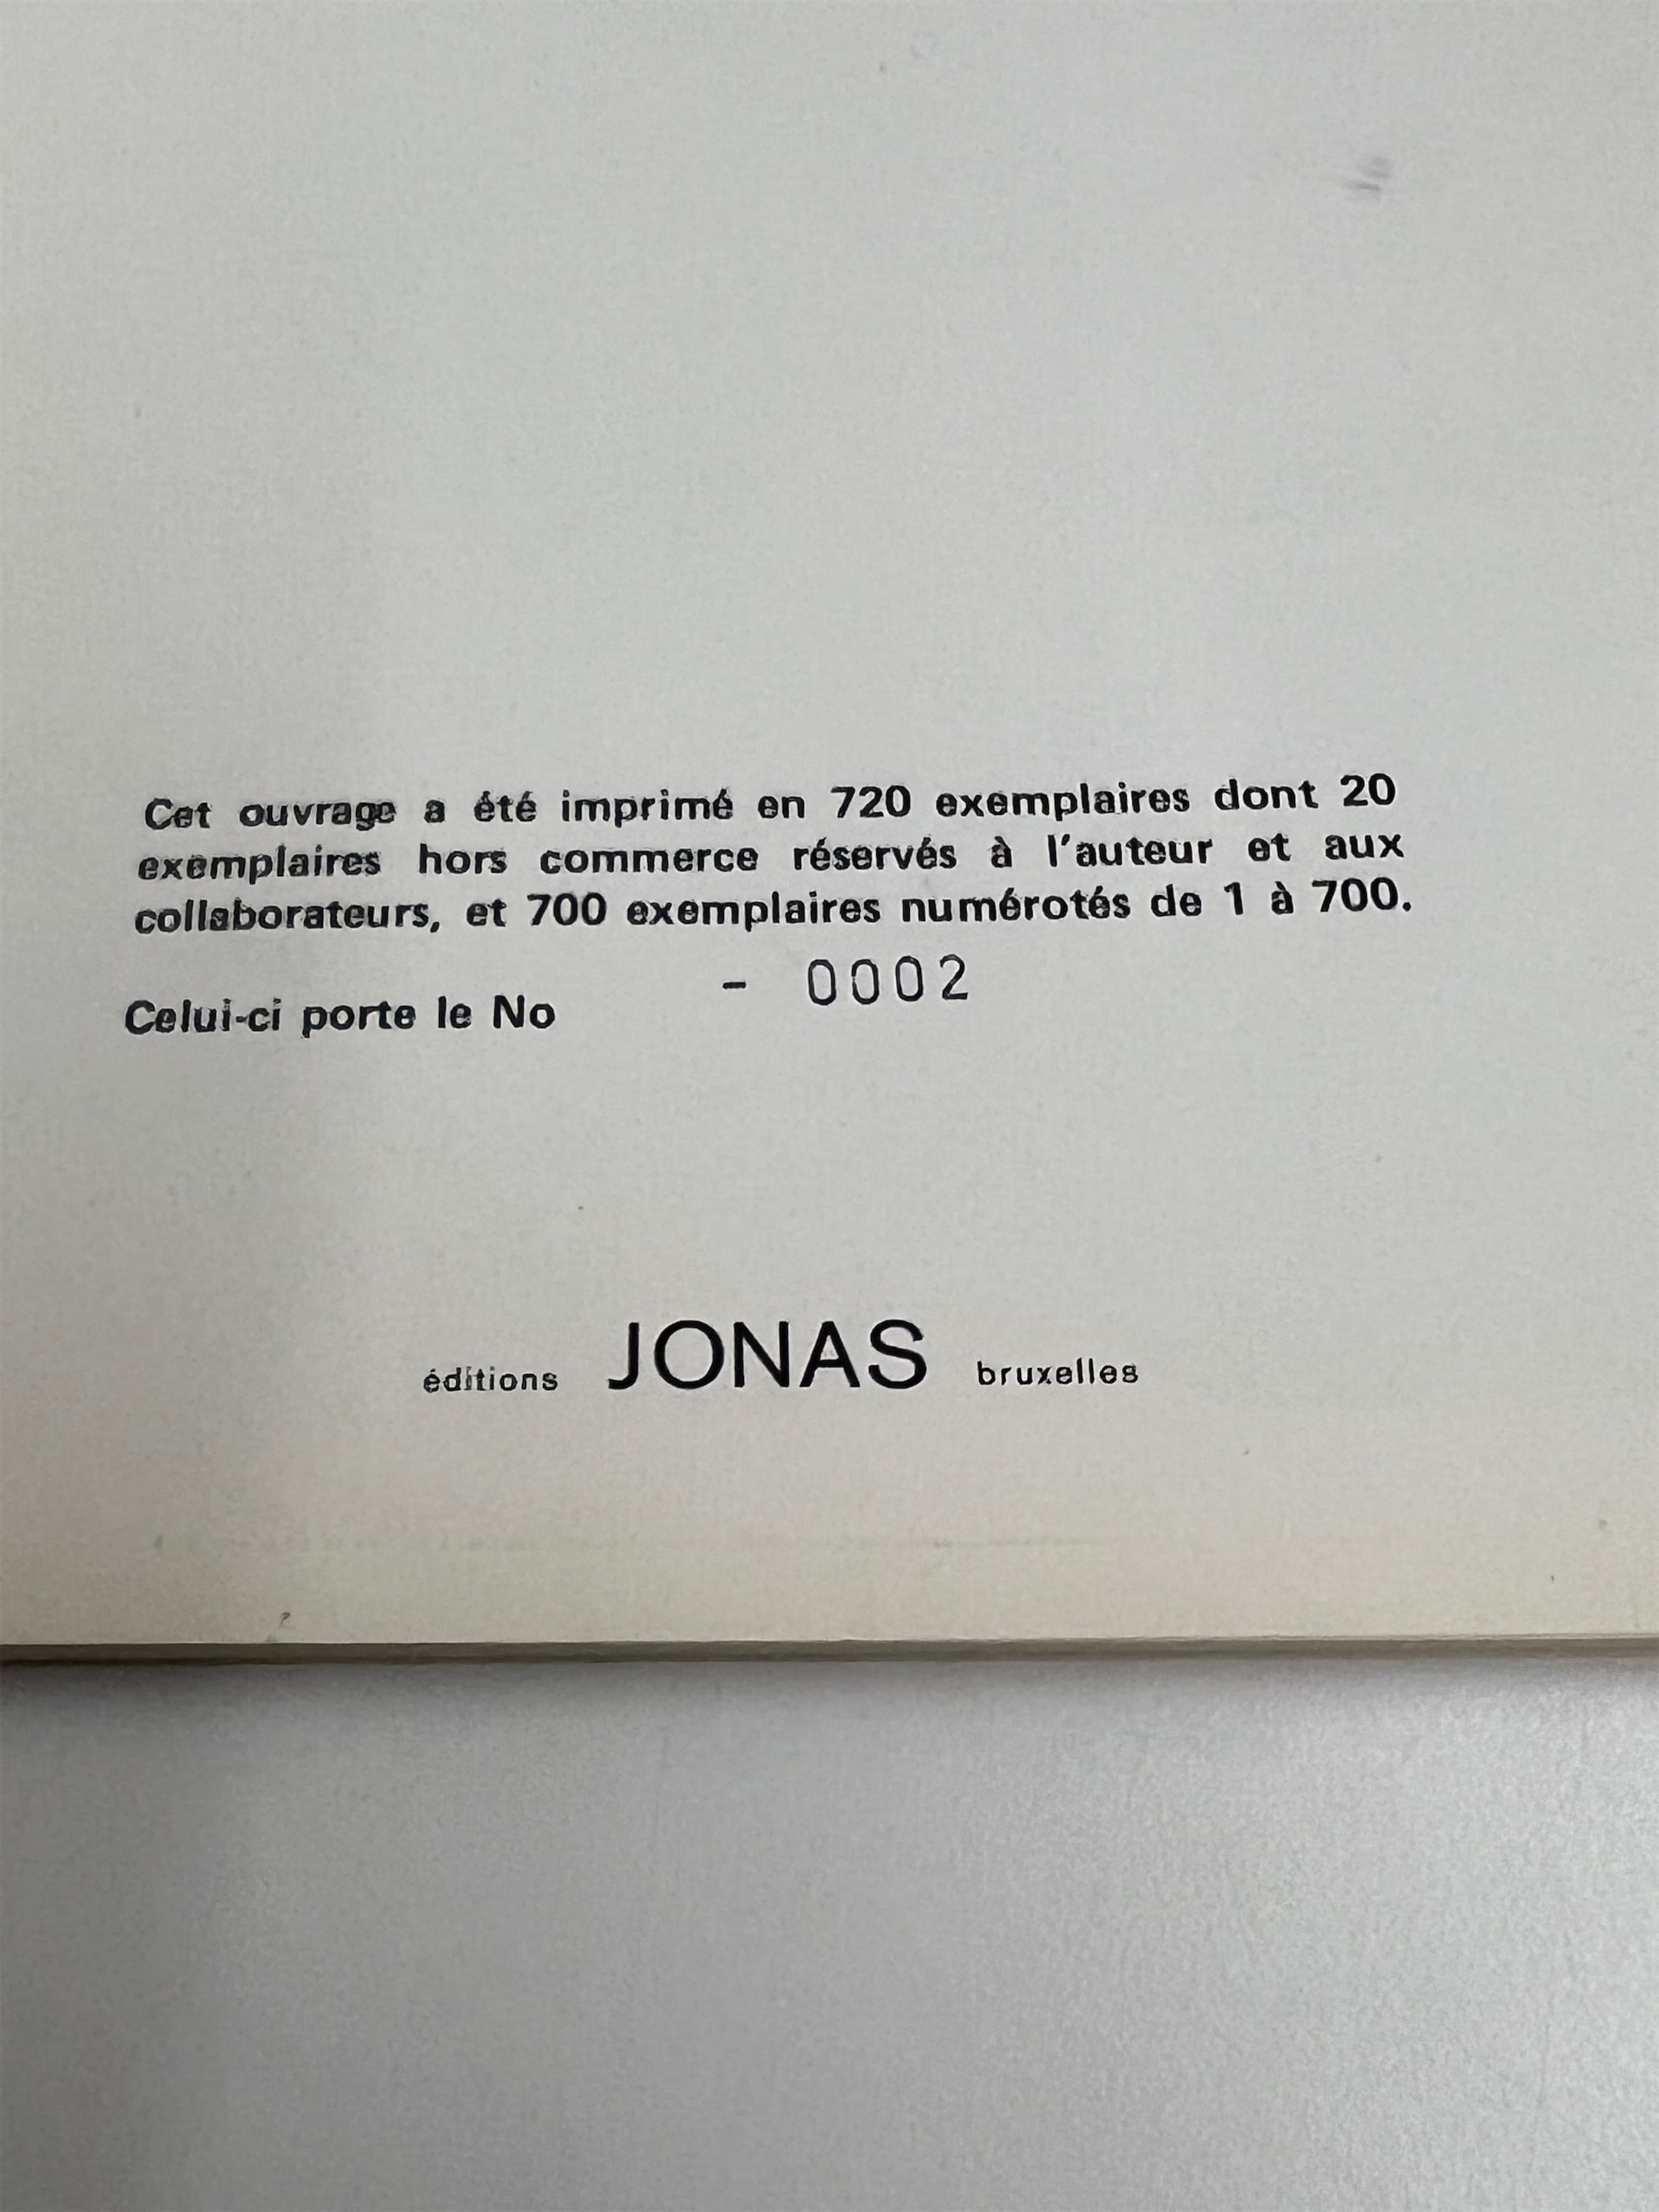 Cet ouvrage a été imprimé en 720 exemplaires dont 20
exemplaires hors commerce réservés à l'auteur et aux
collaborateurs, et 700 exemplaires numérotés de 1 à 700.
Celui-ci porte le No - 0002
éditions JONAS bruxelles